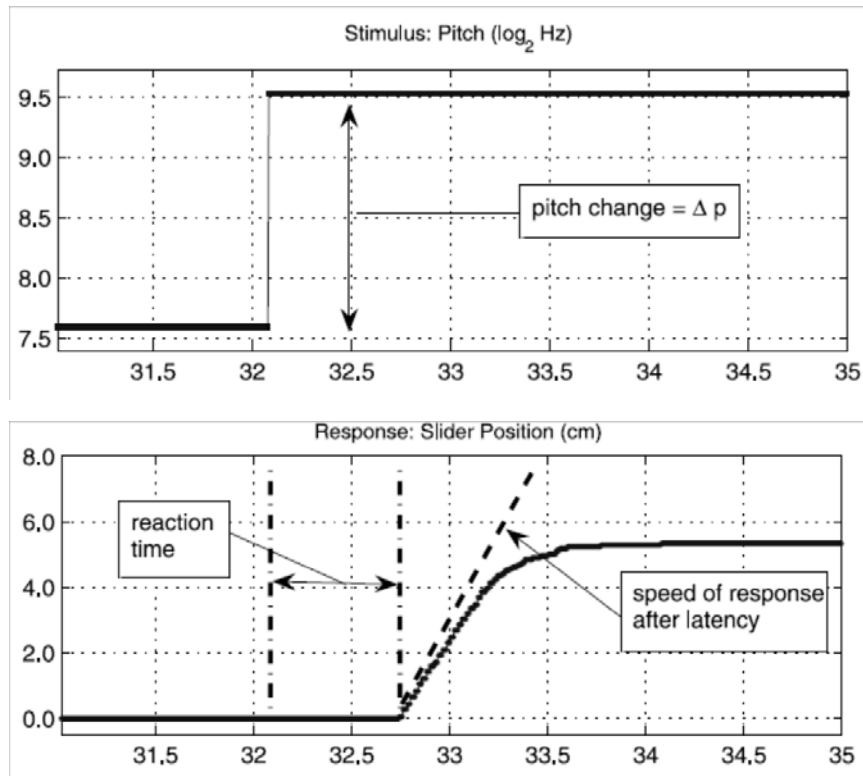 Stimulus: Pitch (log2 Hz)
9.5
9.0
8.5
8.0
7.5
pitch change = Δ p
31.5 32 32.5 33 33.5 34 34.5 35
Response: Slider Position (cm)
8.0
6.0
4.0
2.0
0.0
reaction
time
speed of response
after latency
31.5 32 32.5 33 33.5 34 34.5 35